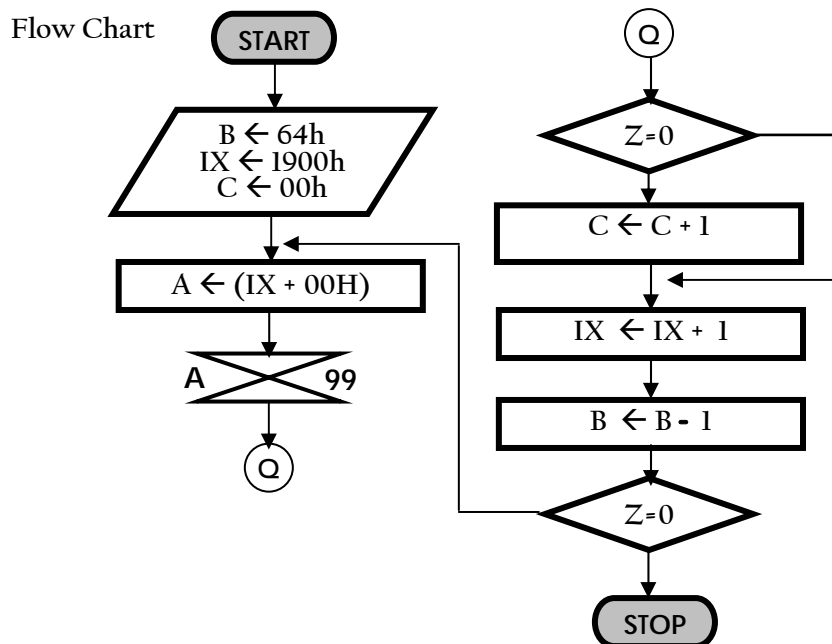 Flow Chart
START
B ← 64h
IX ← 1900h
C ← 00h
A ← (IX + 00H)
A 99
Q
Q
Z=0
C ← C + 1
IX ← IX + 1
B ← B - 1
Z=0
STOP